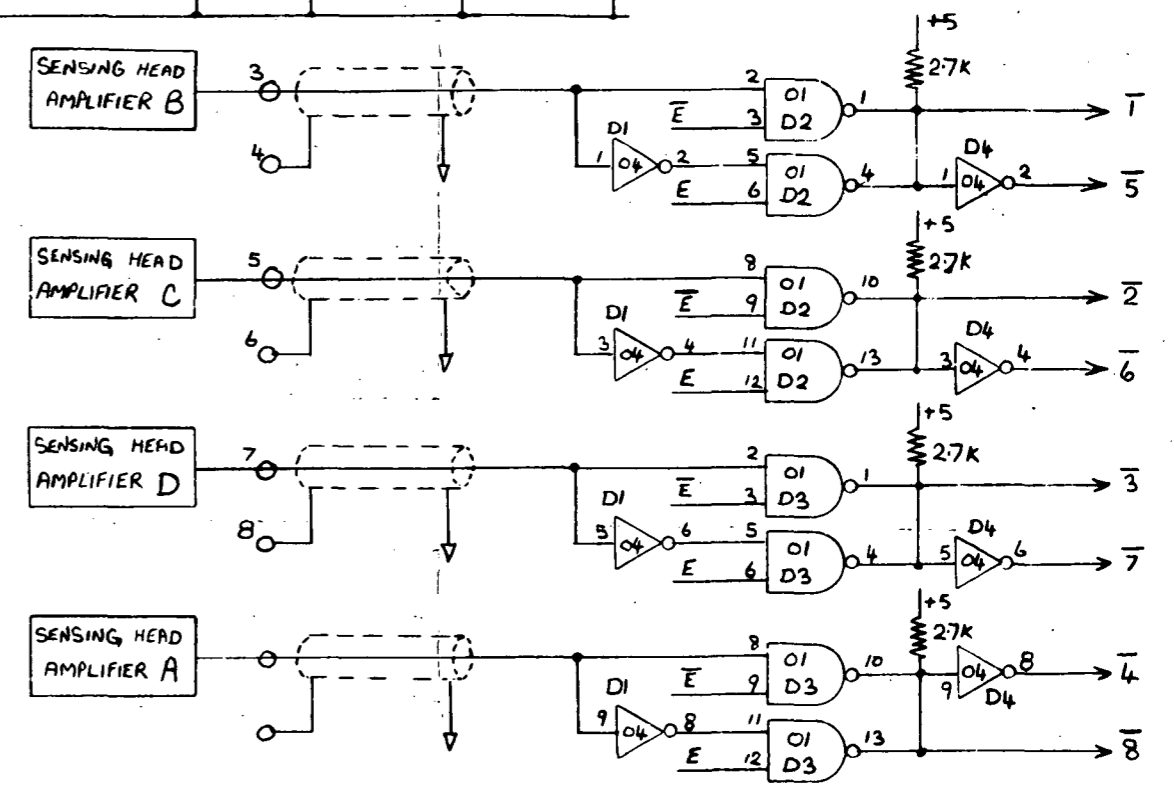 +5
2.7K
SENSING HEAD
AMPLIFIER B
3
4
D1
1 04 2
2
E̅ 3
01
D2
1
1̅
5
E 6
01
D2
4
D4
1 04 2
5̅
+5
2.7K
SENSING HEAD
AMPLIFIER C
5
6
D1
3 04 4
8
E̅ 9
01
D2
10
2̅
11
E 12
01
D2
13
D4
3 04 4
6̅
+5
2.7K
SENSING HEAD
AMPLIFIER D
7
8
D1
5 04 6
2
E̅ 3
01
D3
1
3̅
5
E 6
01
D3
4
D4
5 04 6
7̅
+5
2.7K
SENSING HEAD
AMPLIFIER A
D1
9 04 8
8
E̅ 9
01
D3
10
9 04 8
D4
4̅
11
E 12
01
D3
13
8̅